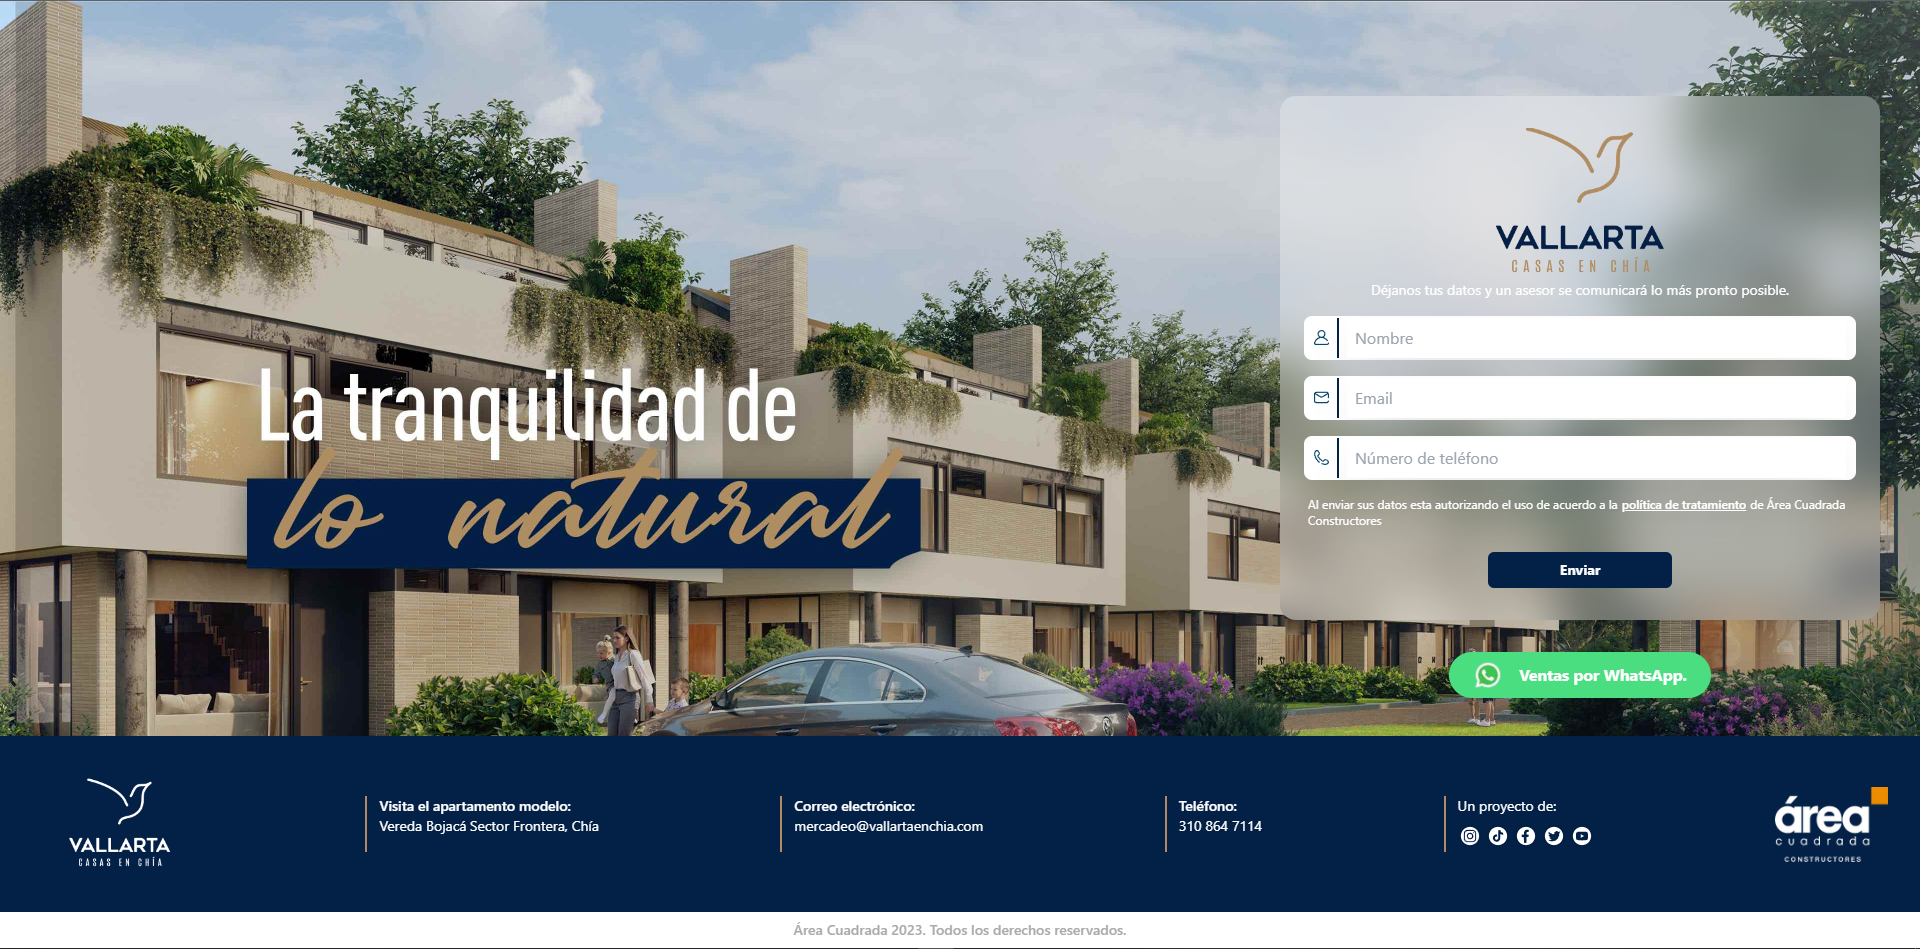 VALLARTA
CASAS EN CHÍA
Déjanos tus datos y un asesor se comunicará lo más pronto posible.
Nombre
Email
Número de teléfono
Al enviar sus datos esta autorizando el uso de acuerdo a la política de tratamiento de Área Cuadrada
Constructores
Enviar
La tranquilidad de
lo natural
Ventas por WhatsApp.
VALLARTA
CASAS EN CHÍA
Visita el apartamento modelo:
Vereda Bojacá Sector Frontera, Chía
Correo electrónico:
mercadeo@vallartaenchia.com
Teléfono:
310 864 7114
Un proyecto de:
área
cuadrada
CONSTRUCTORES
Área Cuadrada 2023. Todos los derechos reservados.